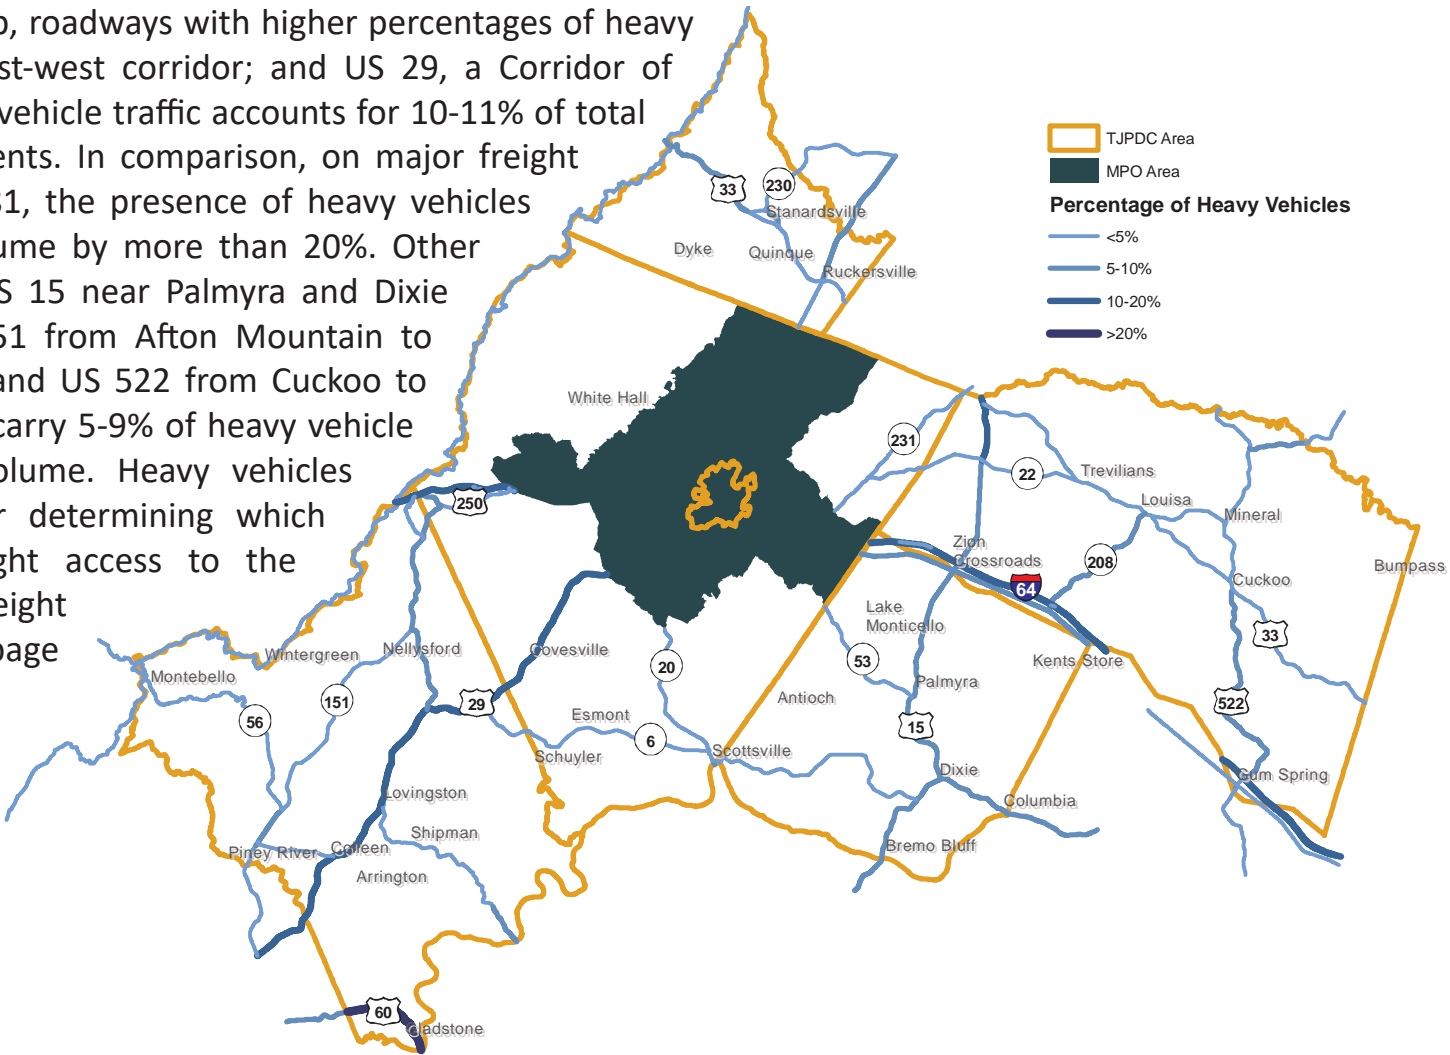 , roadways with higher percentages of heavy
st-west corridor; and US 29, a Corridor of
vehicle traffic accounts for 10-11% of total
ents. In comparison, on major freight
31, the presence of heavy vehicles
ume by more than 20%. Other
S 15 near Palmyra and Dixie
51 from Afton Mountain to
and US 522 from Cuckoo to
carry 5-9% of heavy vehicle
olume. Heavy vehicles
r determining which
ght access to the
eight
page
TJPDC Area
MPO Area
Percentage of Heavy Vehicles
<5%
5-10%
10-20%
>20%
33
230
Stanardsville
Dyke
Quinque
Ruckersville
White Hall
231
22
Trevilians
Louisa
Mineral
250
Zion
Crossroads
208
Bumpass
64
Cuckoo
Lake
Monticello
33
Wintergreen
Nellysford
Covesville
20
53
Kents Store
Montebello
151
29
Antioch
Palmyra
522
56
Esmont
6
15
Schuyler
Scottsville
Dixie
Gum Spring
Lovingston
Columbia
Shipman
Piney River
Colleen
Bremo Bluff
Arrington
60
Gladstone